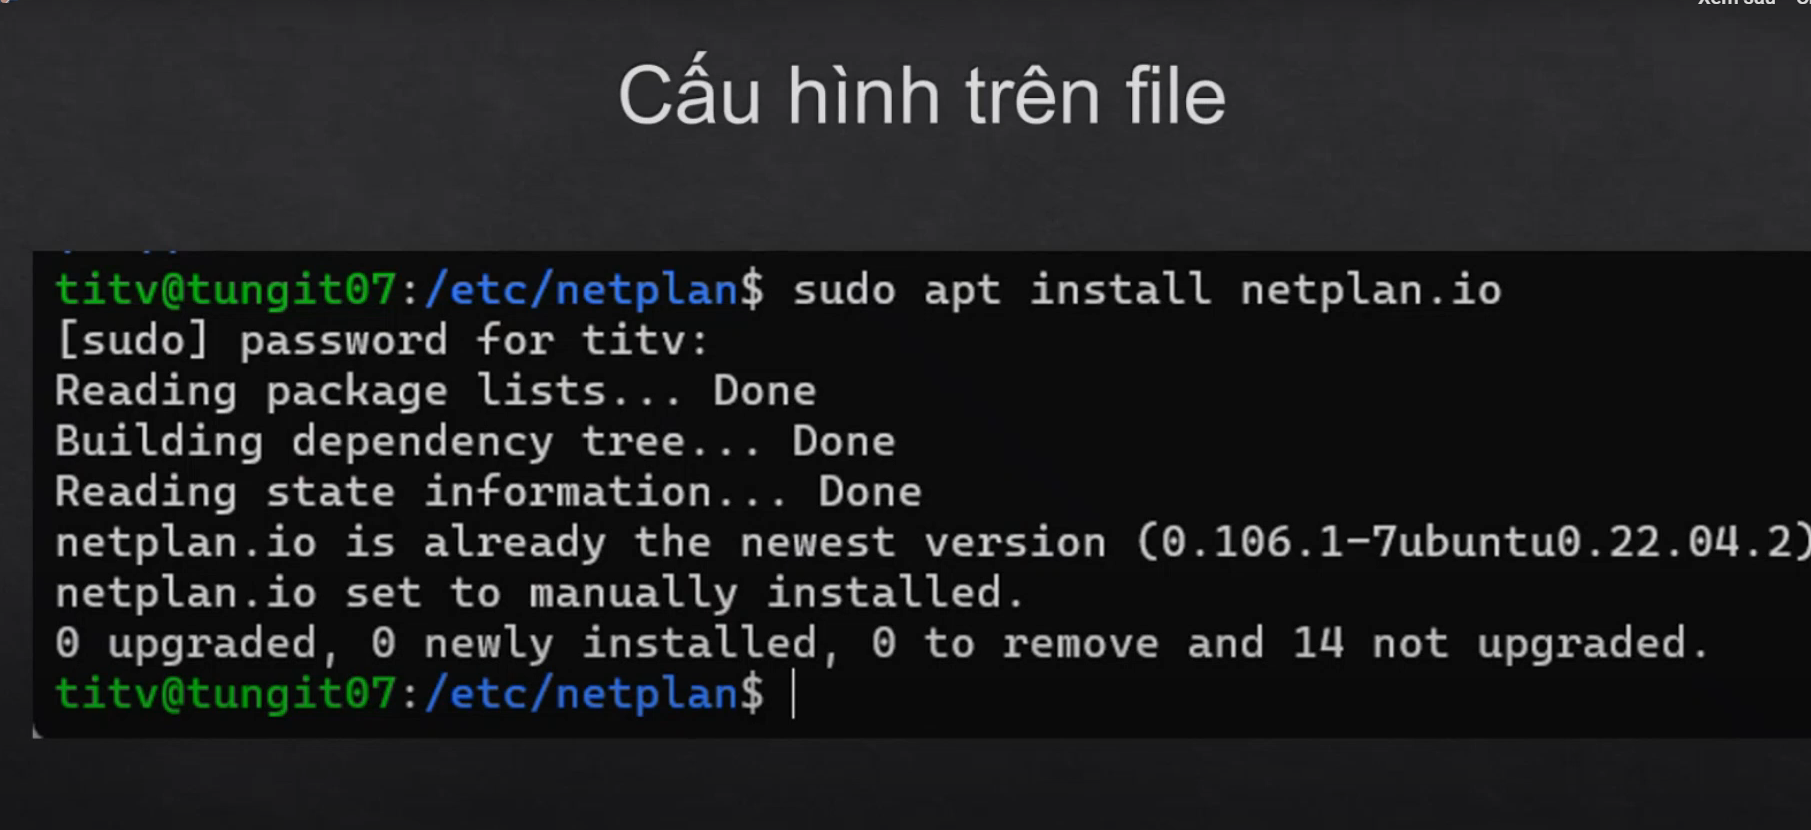 Cấu hình trên file
titv@tungit07:/etc/netplan$ sudo apt install netplan.io
[sudo] password for titv:
Reading package lists... Done
Building dependency tree... Done
Reading state information... Done
netplan.io is already the newest version (0.106.1-7ubuntu0.22.04.2)
netplan.io set to manually installed.
0 upgraded, 0 newly installed, 0 to remove and 14 not upgraded.
titv@tungit07:/etc/netplan$